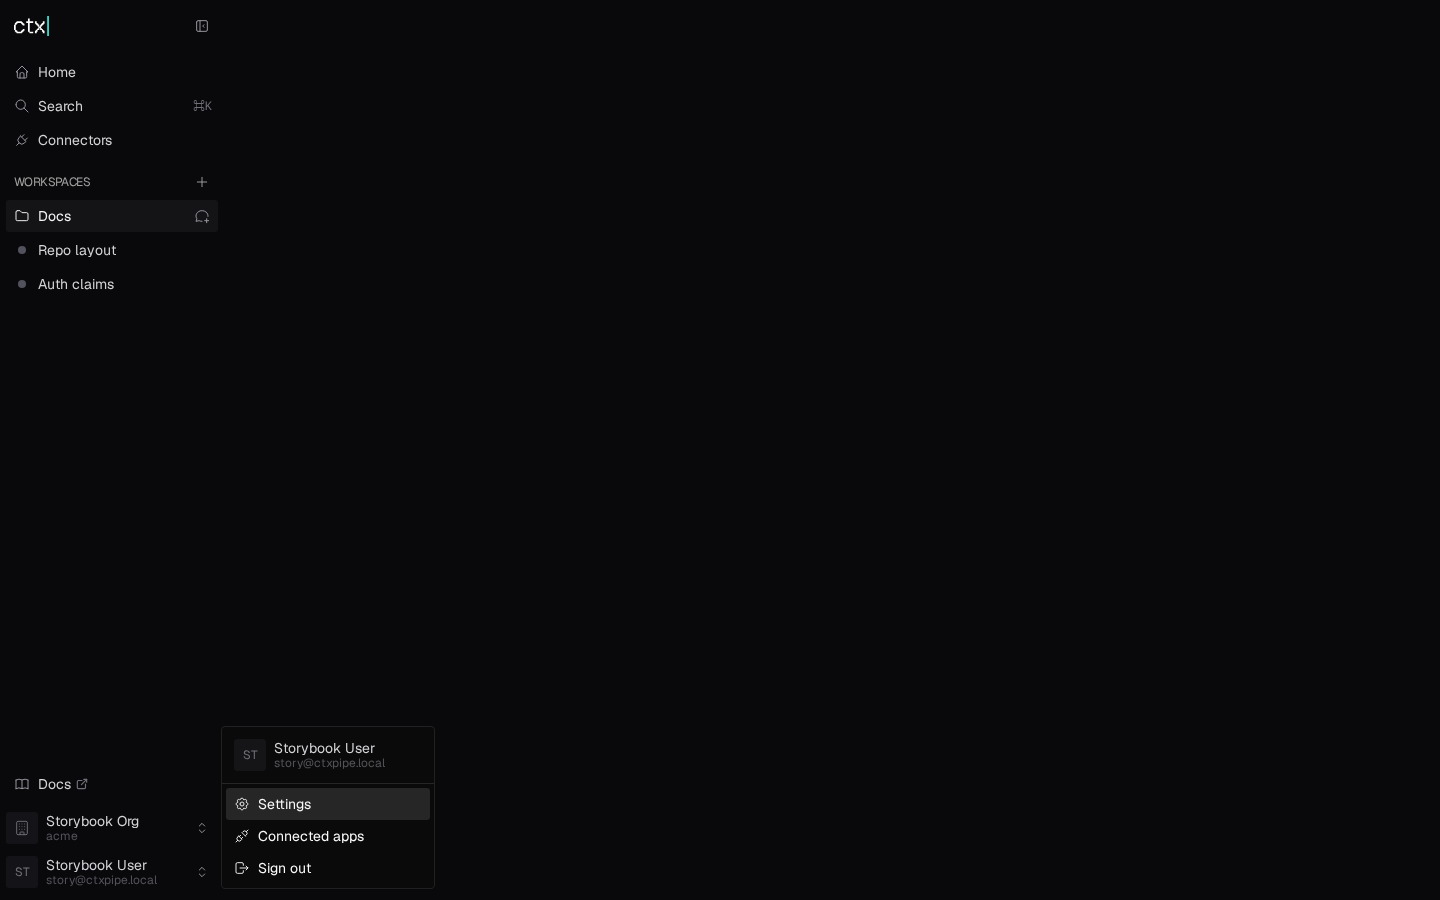 ctx
Home
Search ⌘K
Connectors
WORKSPACES
Docs
Repo layout
Auth claims
Docs
Storybook Org
acme
ST
Storybook User
story@ctxpipe.local
ST
Storybook User
story@ctxpipe.local
Settings
Connected apps
Sign out